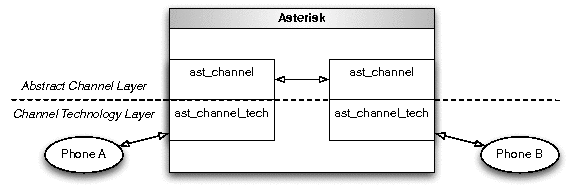 Asterisk
ast_channel ast_channel
Abstract Channel Layer
Channel Technology Layer
ast_channel_tech ast_channel_tech
Phone A
Phone B